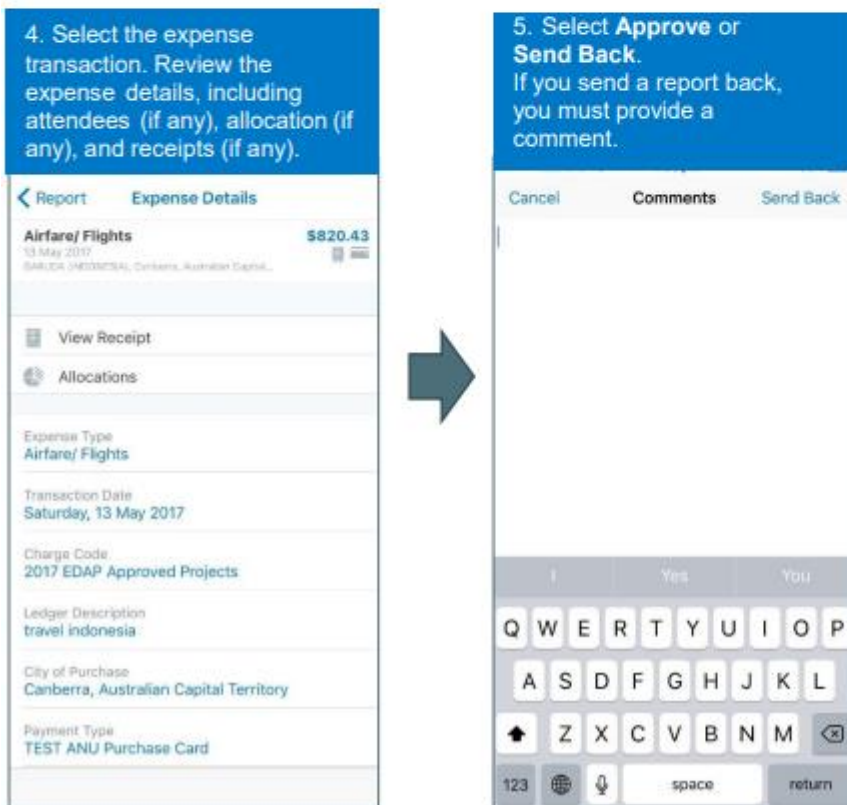 4. Select the expense
transaction. Review the
expense details, including
attendees (if any), allocation (if
any), and receipts (if any).
Report Expense Details
Airfare/ Flights $820.43
13 May 2017
Canberra, Australian Capital...
View Receipt
Allocations
Expense Type
Airfare/ Flights
Transaction Date
Saturday, 13 May 2017
Charge Code
2017 EDAP Approved Projects
Ledger Description
travel indonesia
City of Purchase
Canberra, Australian Capital Territory
Payment Type
TEST ANU Purchase Card
5. Select Approve or
Send Back.
If you send a report back,
you must provide a
comment.
Cancel Comments Send Back
I Yes You
Q W E R T Y U I O P
A S D F G H J K L
Z X C V B N M
123 space return